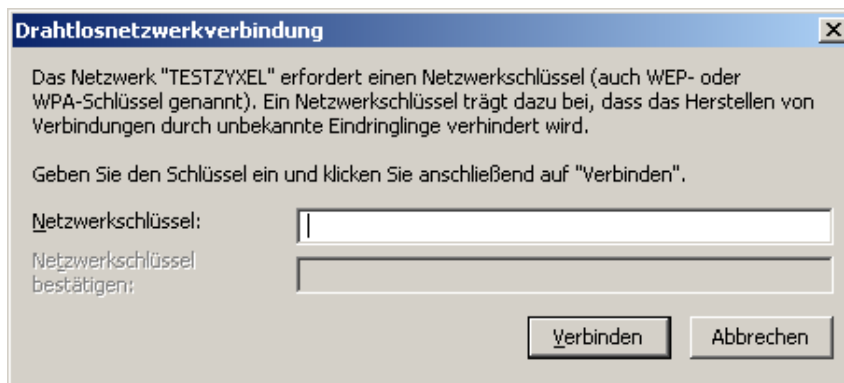 Drahtlosnetzwerkverbindung
Das Netzwerk "TESTZYXEL" erfordert einen Netzwerkschlüssel (auch WEP- oder
WPA-Schlüssel genannt). Ein Netzwerkschlüssel trägt dazu bei, dass das Herstellen von
Verbindungen durch unbekannte Eindringlinge verhindert wird.
Geben Sie den Schlüssel ein und klicken Sie anschließend auf "Verbinden".
Netzwerkschlüssel:
Netzwerkschlüssel
bestätigen:
Verbinden Abbrechen